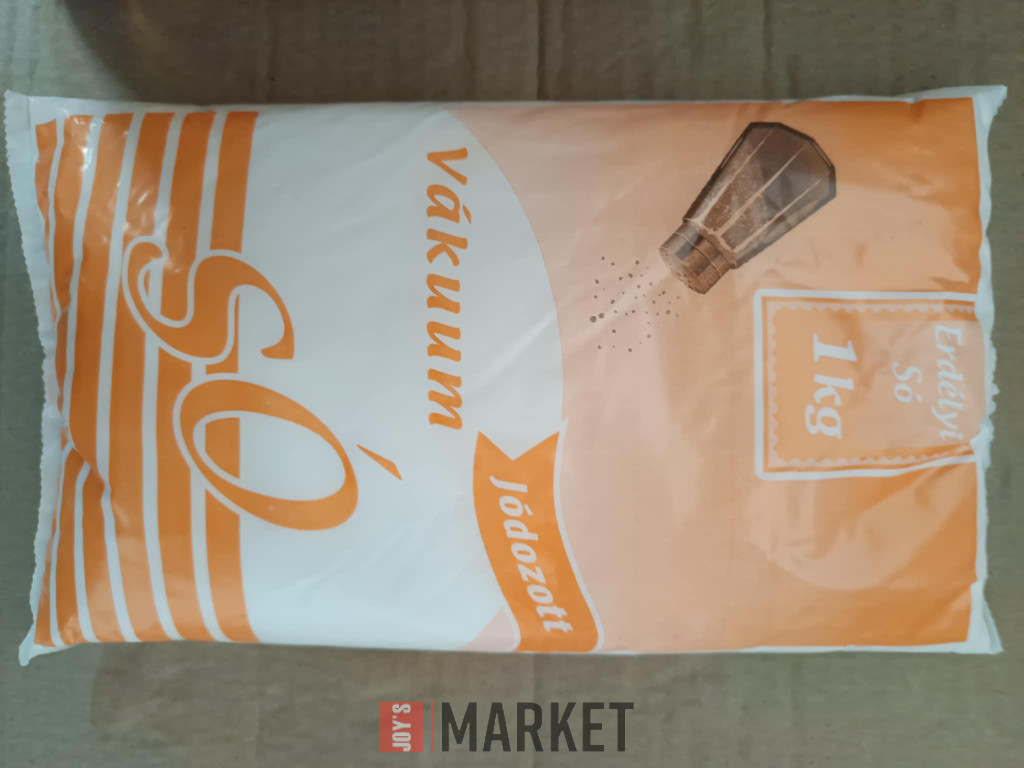 Erdélyi
Só
1 kg
Jódozott
Vákuum
SÓ
JOY'S
MARKET